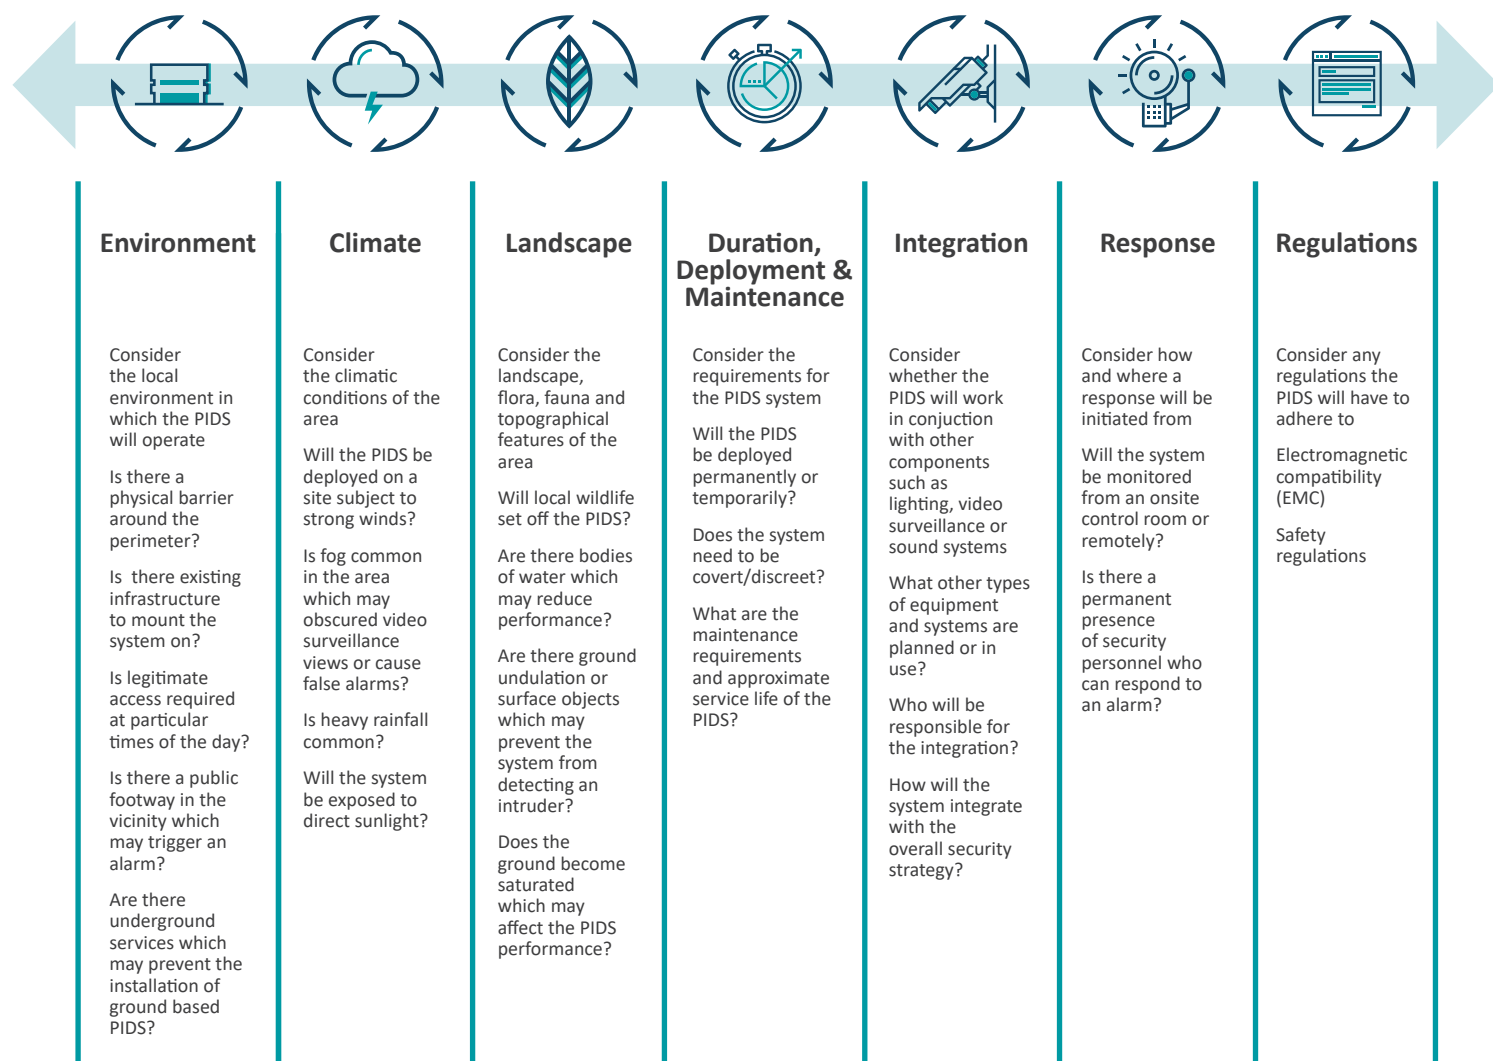 Environment
Consider
the local
environment in
which the PIDS
will operate
Is there a
physical barrier
around the
perimeter?
Is  there existing
infrastructure
to mount the
system on?
Is legitimate
access required
at particular
times of the day?
Is there a public
footway in the
vicinity which
may trigger an
alarm?
Are there
underground
services which
may prevent the
installation of
ground based
PIDS?
Climate
Consider
the climatic
conditions of the
area
Will the PIDS be
deployed on a
site subject to
strong winds?
Is fog common
in the area
which may
obscured video
surveillance
views or cause
false alarms?
Is heavy rainfall
common?
Will the system
be exposed to
direct sunlight?
Landscape
Consider the
landscape,
flora, fauna and
topographical
features of the
area
Will local wildlife
set off the PIDS?
Are there bodies
of water which
may reduce
performance?
Are there ground
undulation or
surface objects
which may
prevent the
system from
detecting an
intruder?
Does the
ground become
saturated
which may
affect the PIDS
performance?
Duration,
Deployment &
Maintenance
Consider the
requirements for
the PIDS system
Will the PIDS
be deployed
permanently or
temporarily?
Does the system
need to be
covert/discreet?
What are the
maintenance
requirements
and approximate
service life of the
PIDS?
Integration
Consider
whether the
PIDS will work
in conjuction
with other
components
such as
lighting, video
surveillance or
sound systems
What other types
of equipment
and systems are
planned or in
use?
Who will be
responsible for
the integration?
How will the
system integrate
with the
overall security
strategy?
Response
Consider how
and where a
response will be
initiated from
Will the system
be monitored
from an onsite
control room or
remotely?
Is there a
permanent
presence
of security
personnel who
can respond to
an alarm?
Regulations
Consider any
regulations the
PIDS will have to
adhere to
Electromagnetic
compatibility
(EMC)
Safety
regulations